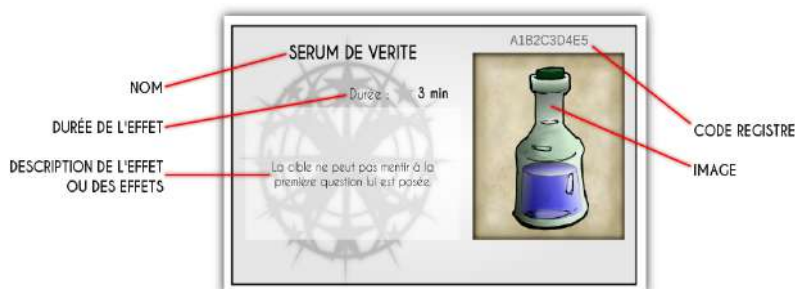 A1B2C3D4E5
SERUM DE VERITE
NOM
Durée : 3 min
DURÉE DE L'EFFET
CODE REGISTRE
DESCRIPTION DE L'EFFET
OU DES EFFETS
La cible ne peut pas mentir à la
première question lui est posée.
IMAGE